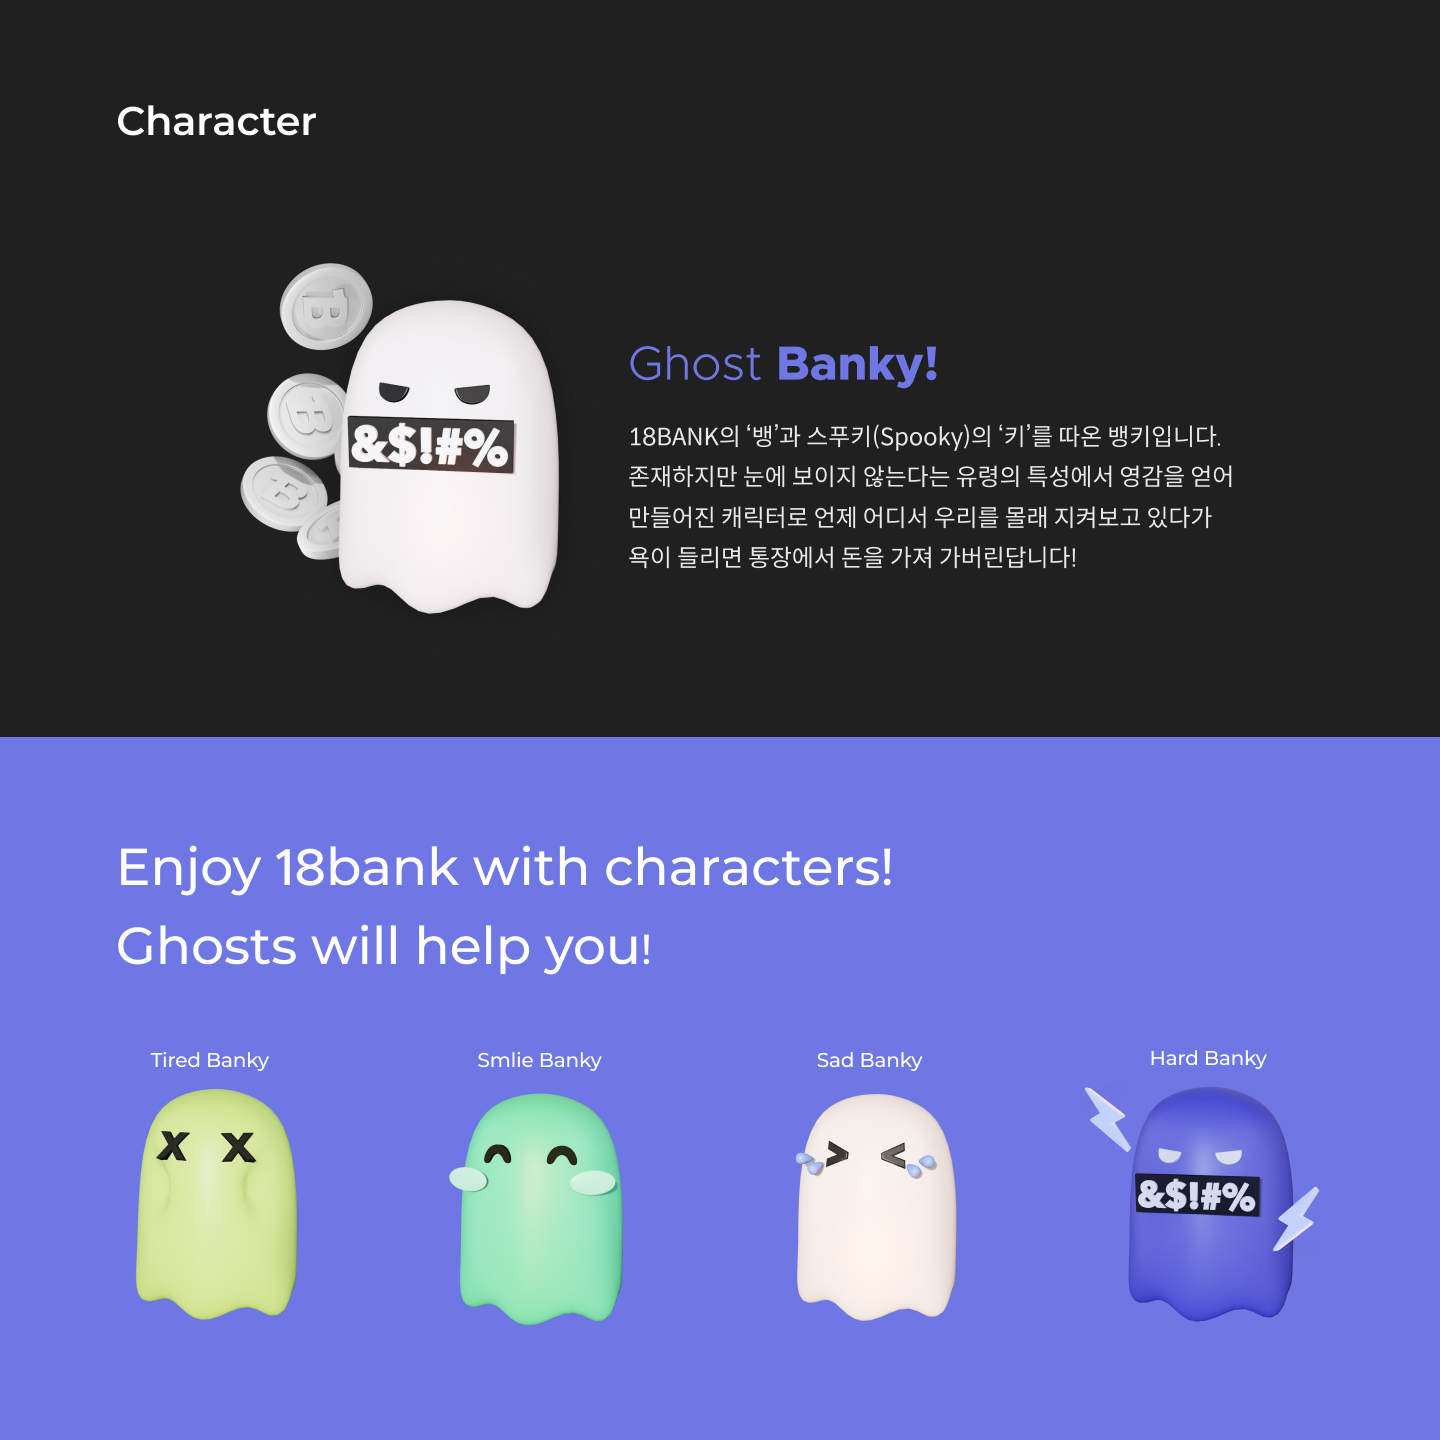 Character
&$!#%
Ghost Banky!
18BANK의 ‘뱅’과 스푸키(Spooky)의 ‘키’를 따온 뱅키입니다.
존재하지만 눈에 보이지 않는다는 유령의 특성에서 영감을 얻어
만들어진 캐릭터로 언제 어디서 우리를 몰래 지켜보고 있다가
욕이 들리면 통장에서 돈을 가져 가버린답니다!
Enjoy 18bank with characters!
Ghosts will help you!
Tired Banky
Smlie Banky
Sad Banky
Hard Banky
&$!#%